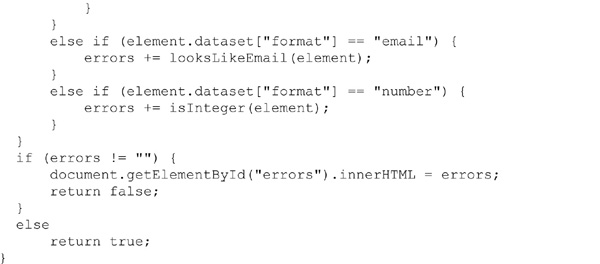 }
        }
        else if (element.dataset["format"] == "email") {
            errors += looksLikeEmail(element);
        }
        else if (element.dataset["format"] == "number") {
            errors += isInteger(element);
        }
    }
    if (errors != "") {
        document.getElementById("errors").innerHTML = errors;
        return false;
    }
    else
        return true;
}